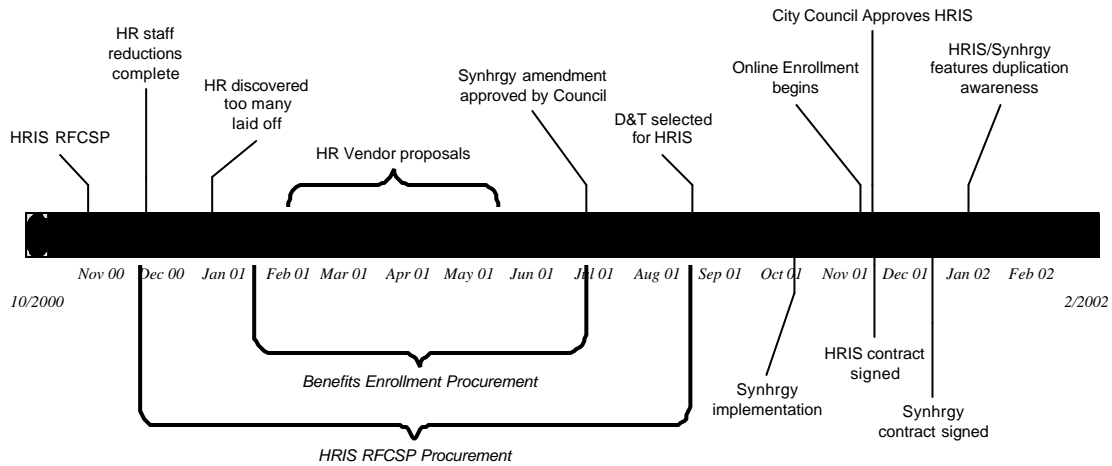 City Council Approves HRIS
HR staff
reductions
complete
HRIS/Synhrgy
features duplication
awareness
Online Enrollment
begins
HR discovered
too many
laid off
Synhrgy amendment
approved by Council
D&T selected
for HRIS
HRIS RFCSP
HR Vendor proposals
Nov 00 Dec 00 Jan 01 Feb 01 Mar 01 Apr 01 May 01 Jun 01 Jul 01 Aug 01 Sep 01 Oct 01 Nov 01 Dec 01 Jan 02 Feb 02
10/2000 2/2002
HRIS contract
signed
Benefits Enrollment Procurement
Synhrgy
implementation
Synhrgy
contract signed
HRIS RFCSP Procurement